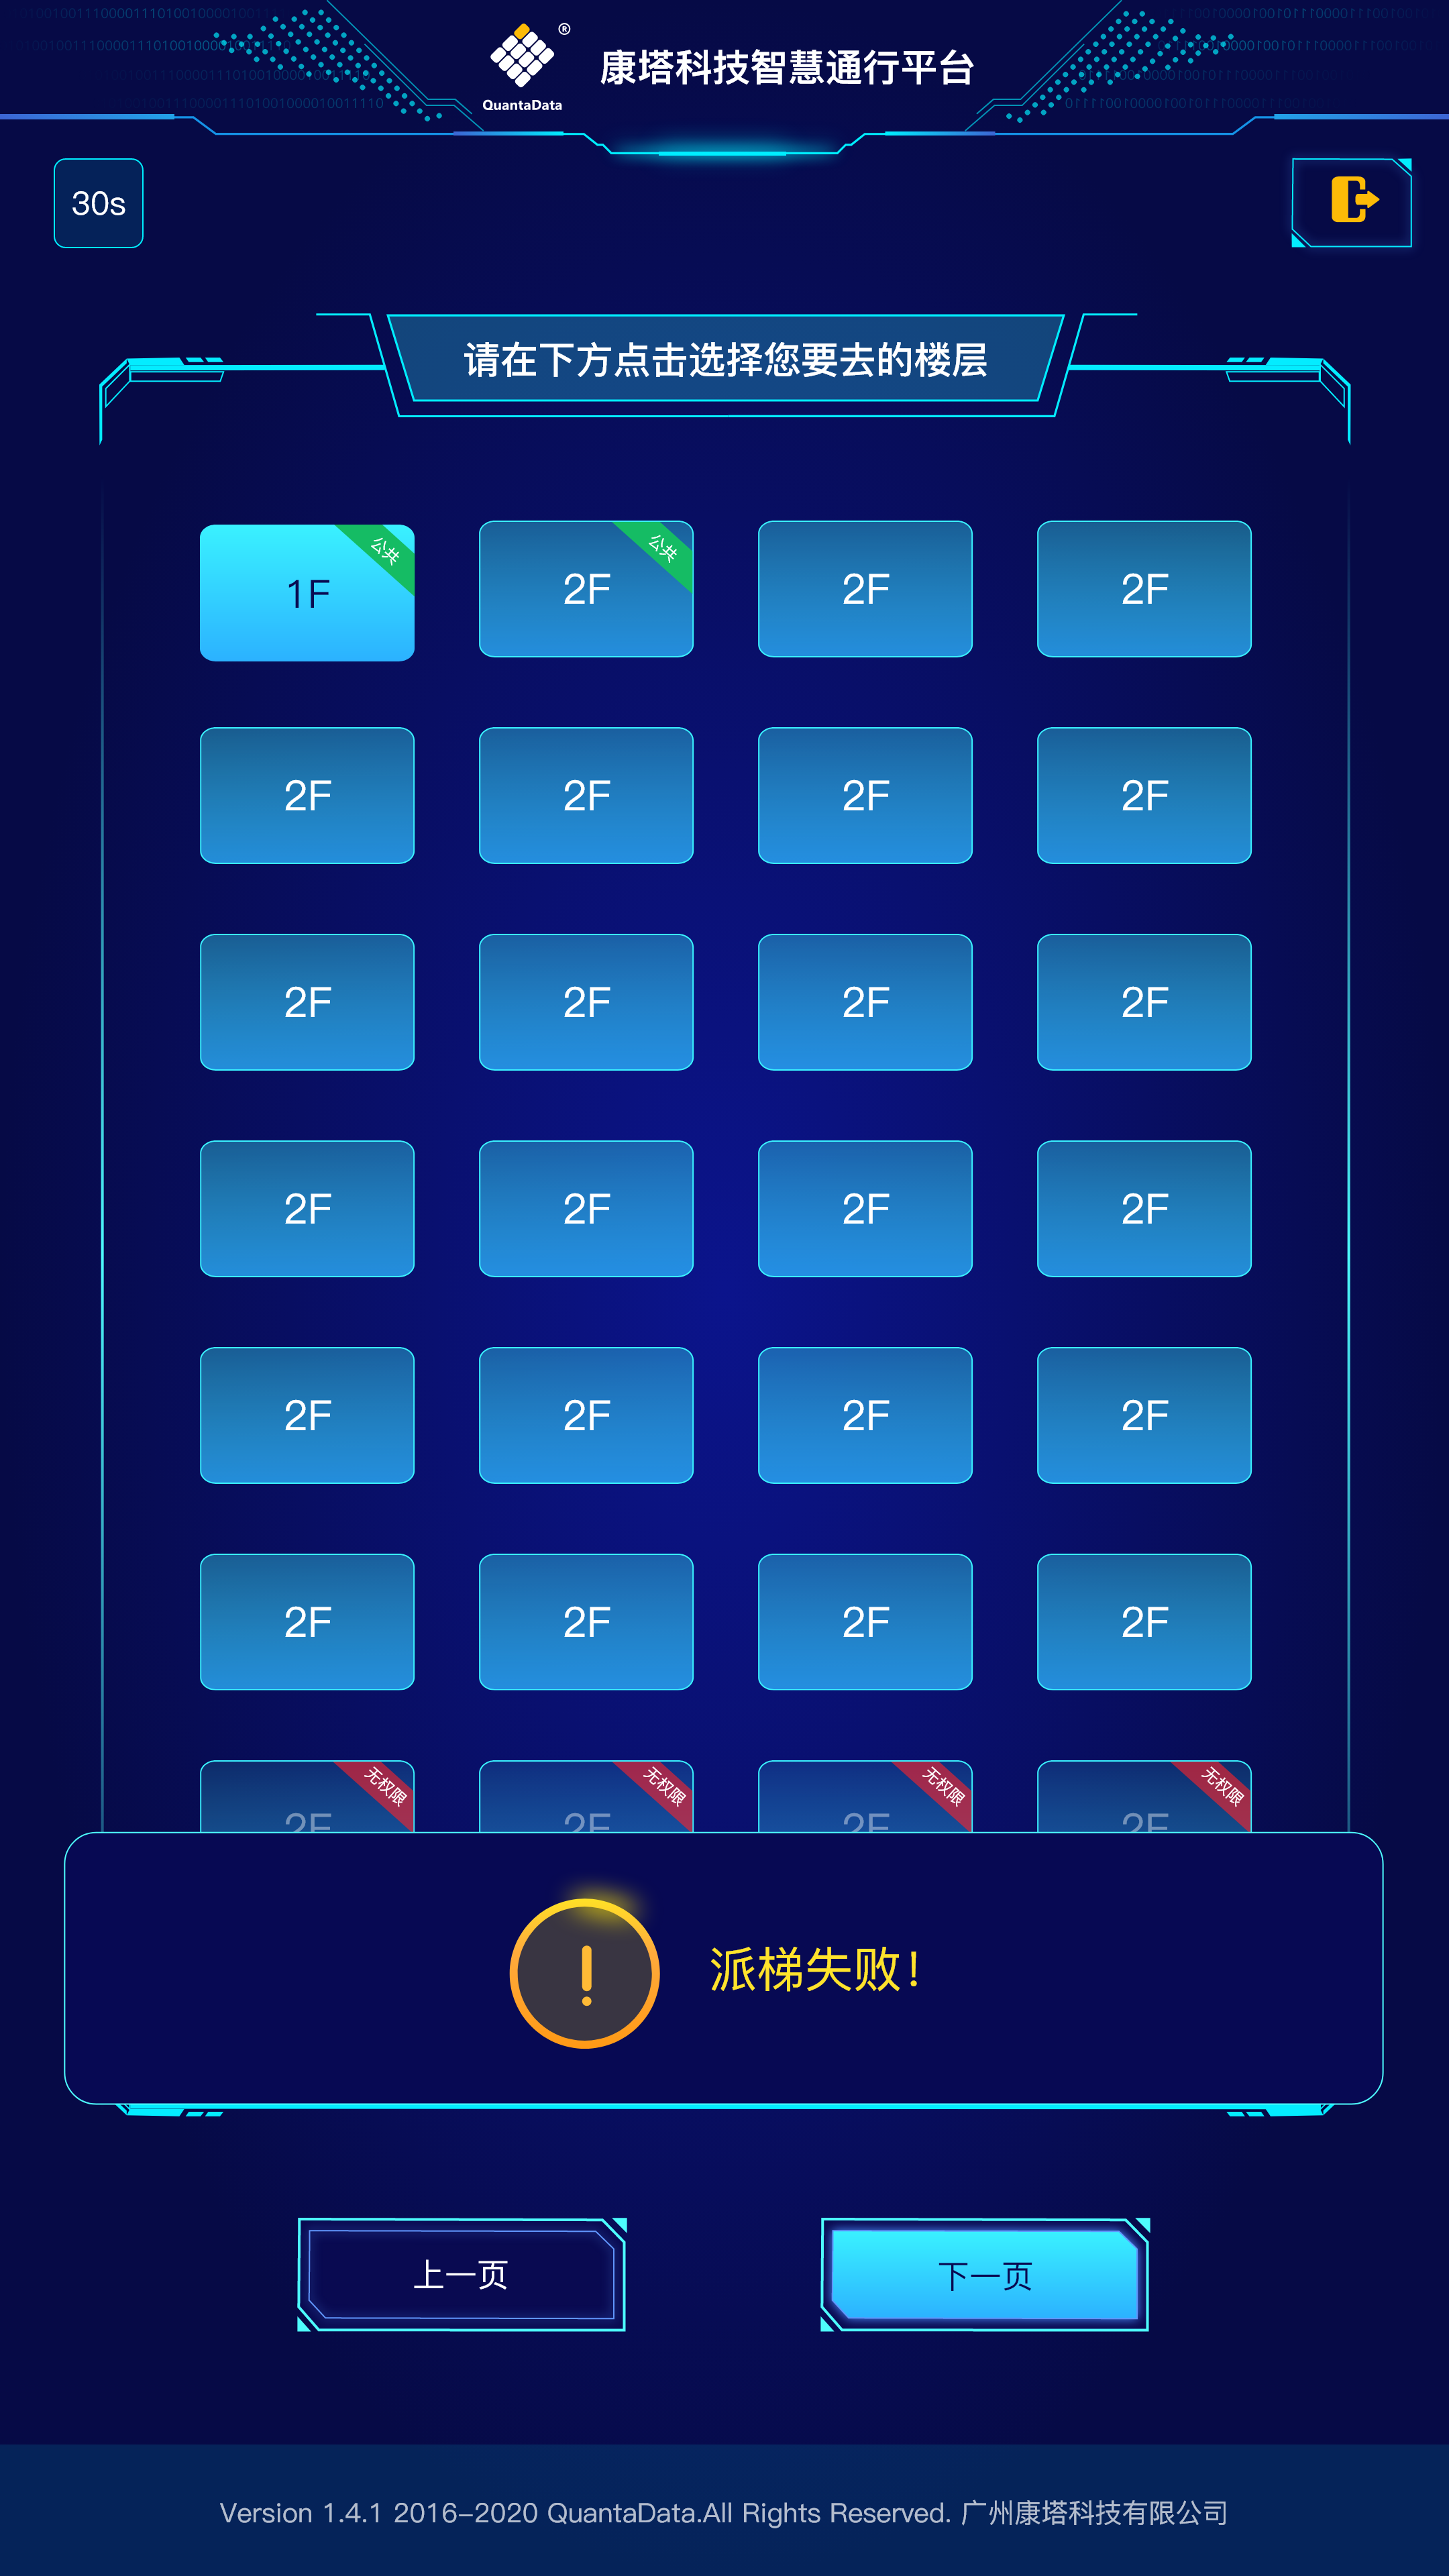 ®
QuantaData
康塔科技智慧通行平台
30s
请在下方点击选择您要去的楼层
1F 公共 2F 公共 2F 2F
2F 2F 2F 2F
2F 2F 2F 2F
2F 2F 2F 2F
2F 2F 2F 2F
2F 2F 2F 2F
2F 无权限 2F 无权限 2F 无权限 2F 无权限
派梯失败!
上一页 下一页
Version 1.4.1 2016-2020 QuantaData.All Rights Reserved. 广州康塔科技有限公司